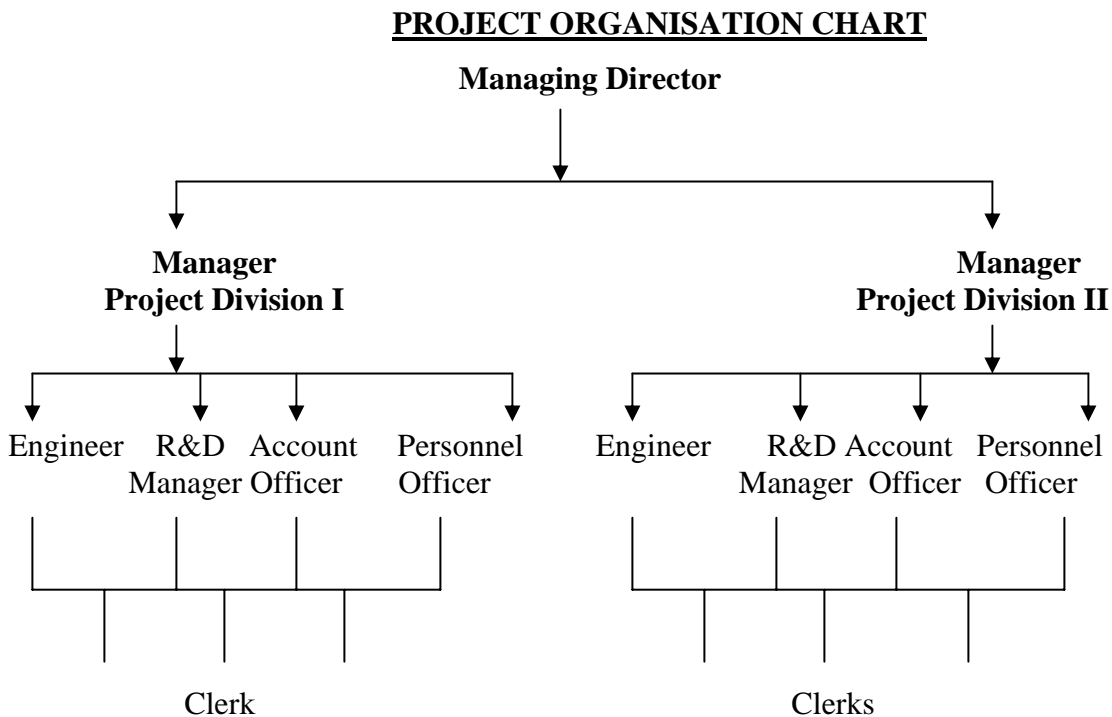 PROJECT ORGANISATION CHART
Managing Director
Manager
Project Division I
Manager
Project Division II
Engineer
R&D
Manager
Account
Officer
Personnel
Officer
Engineer
R&D
Manager
Account
Officer
Personnel
Officer
Clerk
Clerks